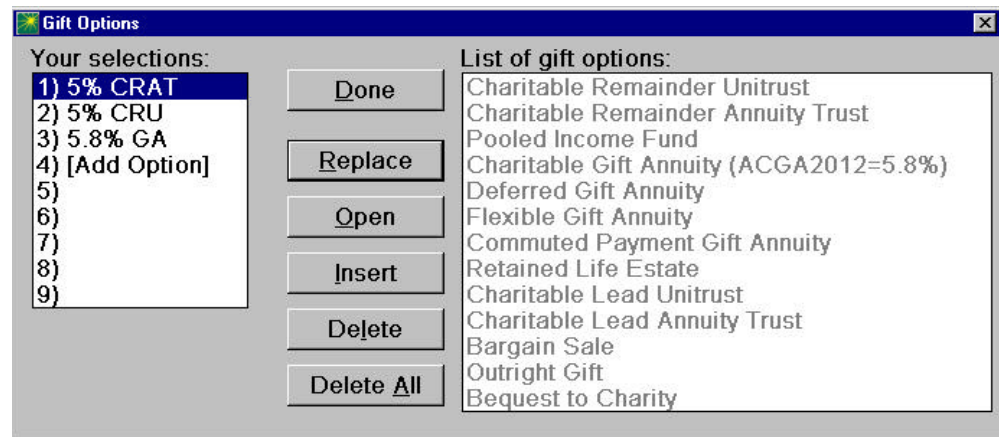 Gift Options
Your selections:
1) 5% CRAT
2) 5% CRU
3) 5.8% GA
4) [Add Option]
5)
6)
7)
8)
9)
Done
Replace
Open
Insert
Delete
Delete All
List of gift options:
Charitable Remainder Unitrust
Charitable Remainder Annuity Trust
Pooled Income Fund
Charitable Gift Annuity (ACGA2012=5.8%)
Deferred Gift Annuity
Flexible Gift Annuity
Commuted Payment Gift Annuity
Retained Life Estate
Charitable Lead Unitrust
Charitable Lead Annuity Trust
Bargain Sale
Outright Gift
Bequest to Charity